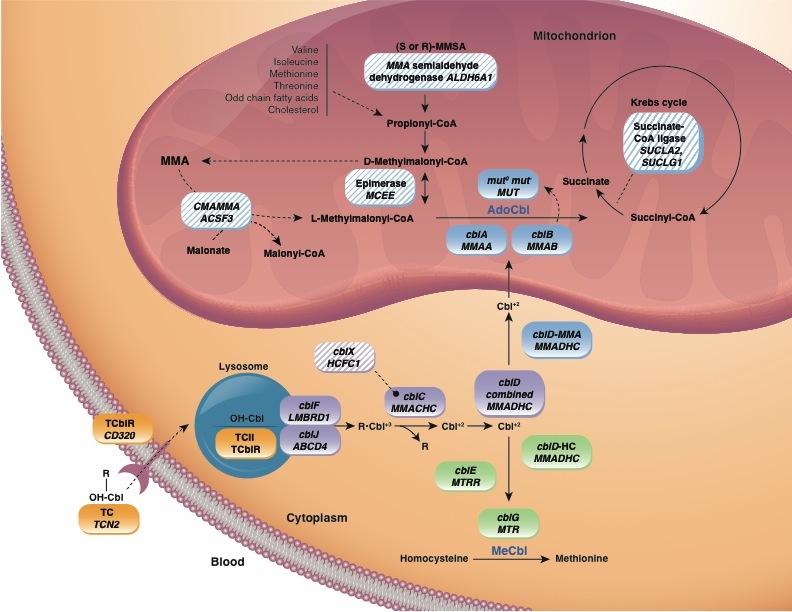 Mitochondrion
Valine
Isoleucine
Methionine
Threonine
Odd chain fatty acids
Cholesterol
(S or R)-MMSA
MMA semialdehyde
dehydrogenase ALDH6A1
Propionyl-CoA
MMA
D-Methylmalonyl-CoA
Epimerase
MCEE
CMAMMA
ACSF3
L-Methylmalonyl-CoA
Malonate
Malonyl-CoA
mut⁰ mut⁻
MUT
AdoCbl
cblA
MMAA
cblB
MMAB
Krebs cycle
Succinate-
CoA ligase
SUCLA2,
SUCLG1
Succinate
Succinyl-CoA
Cbl⁺²
cblD-MMA
MMADHC
cblX
HCFC1
Lysosome
OH-Cbl
TCII
TCblR
cblF
LMBRD1
cblJ
ABCD4
R•Cbl⁺³
cblC
MMACHC
R
Cbl⁺²
cblD
combined
MMADHC
Cbl⁺²
cblD-HC
MMADHC
cblE
MTRR
cblG
MTR
MeCbl
Homocysteine
Methionine
TCblR
CD320
R
OH-Cbl
TC
TCN2
Cytoplasm
Blood